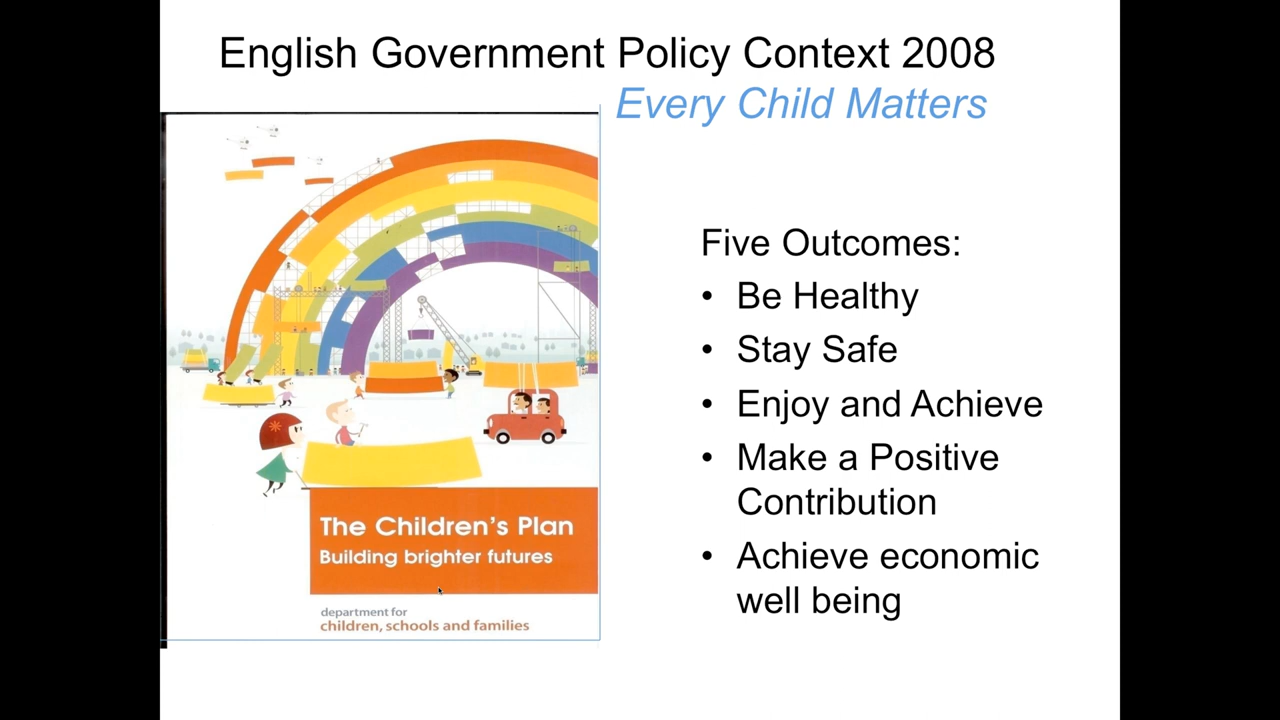 English Government Policy Context 2008
Every Child Matters
The Children's Plan
Building brighter futures
department for
children, schools and families
Five Outcomes:
• Be Healthy
• Stay Safe
• Enjoy and Achieve
• Make a Positive
Contribution
• Achieve economic
well being